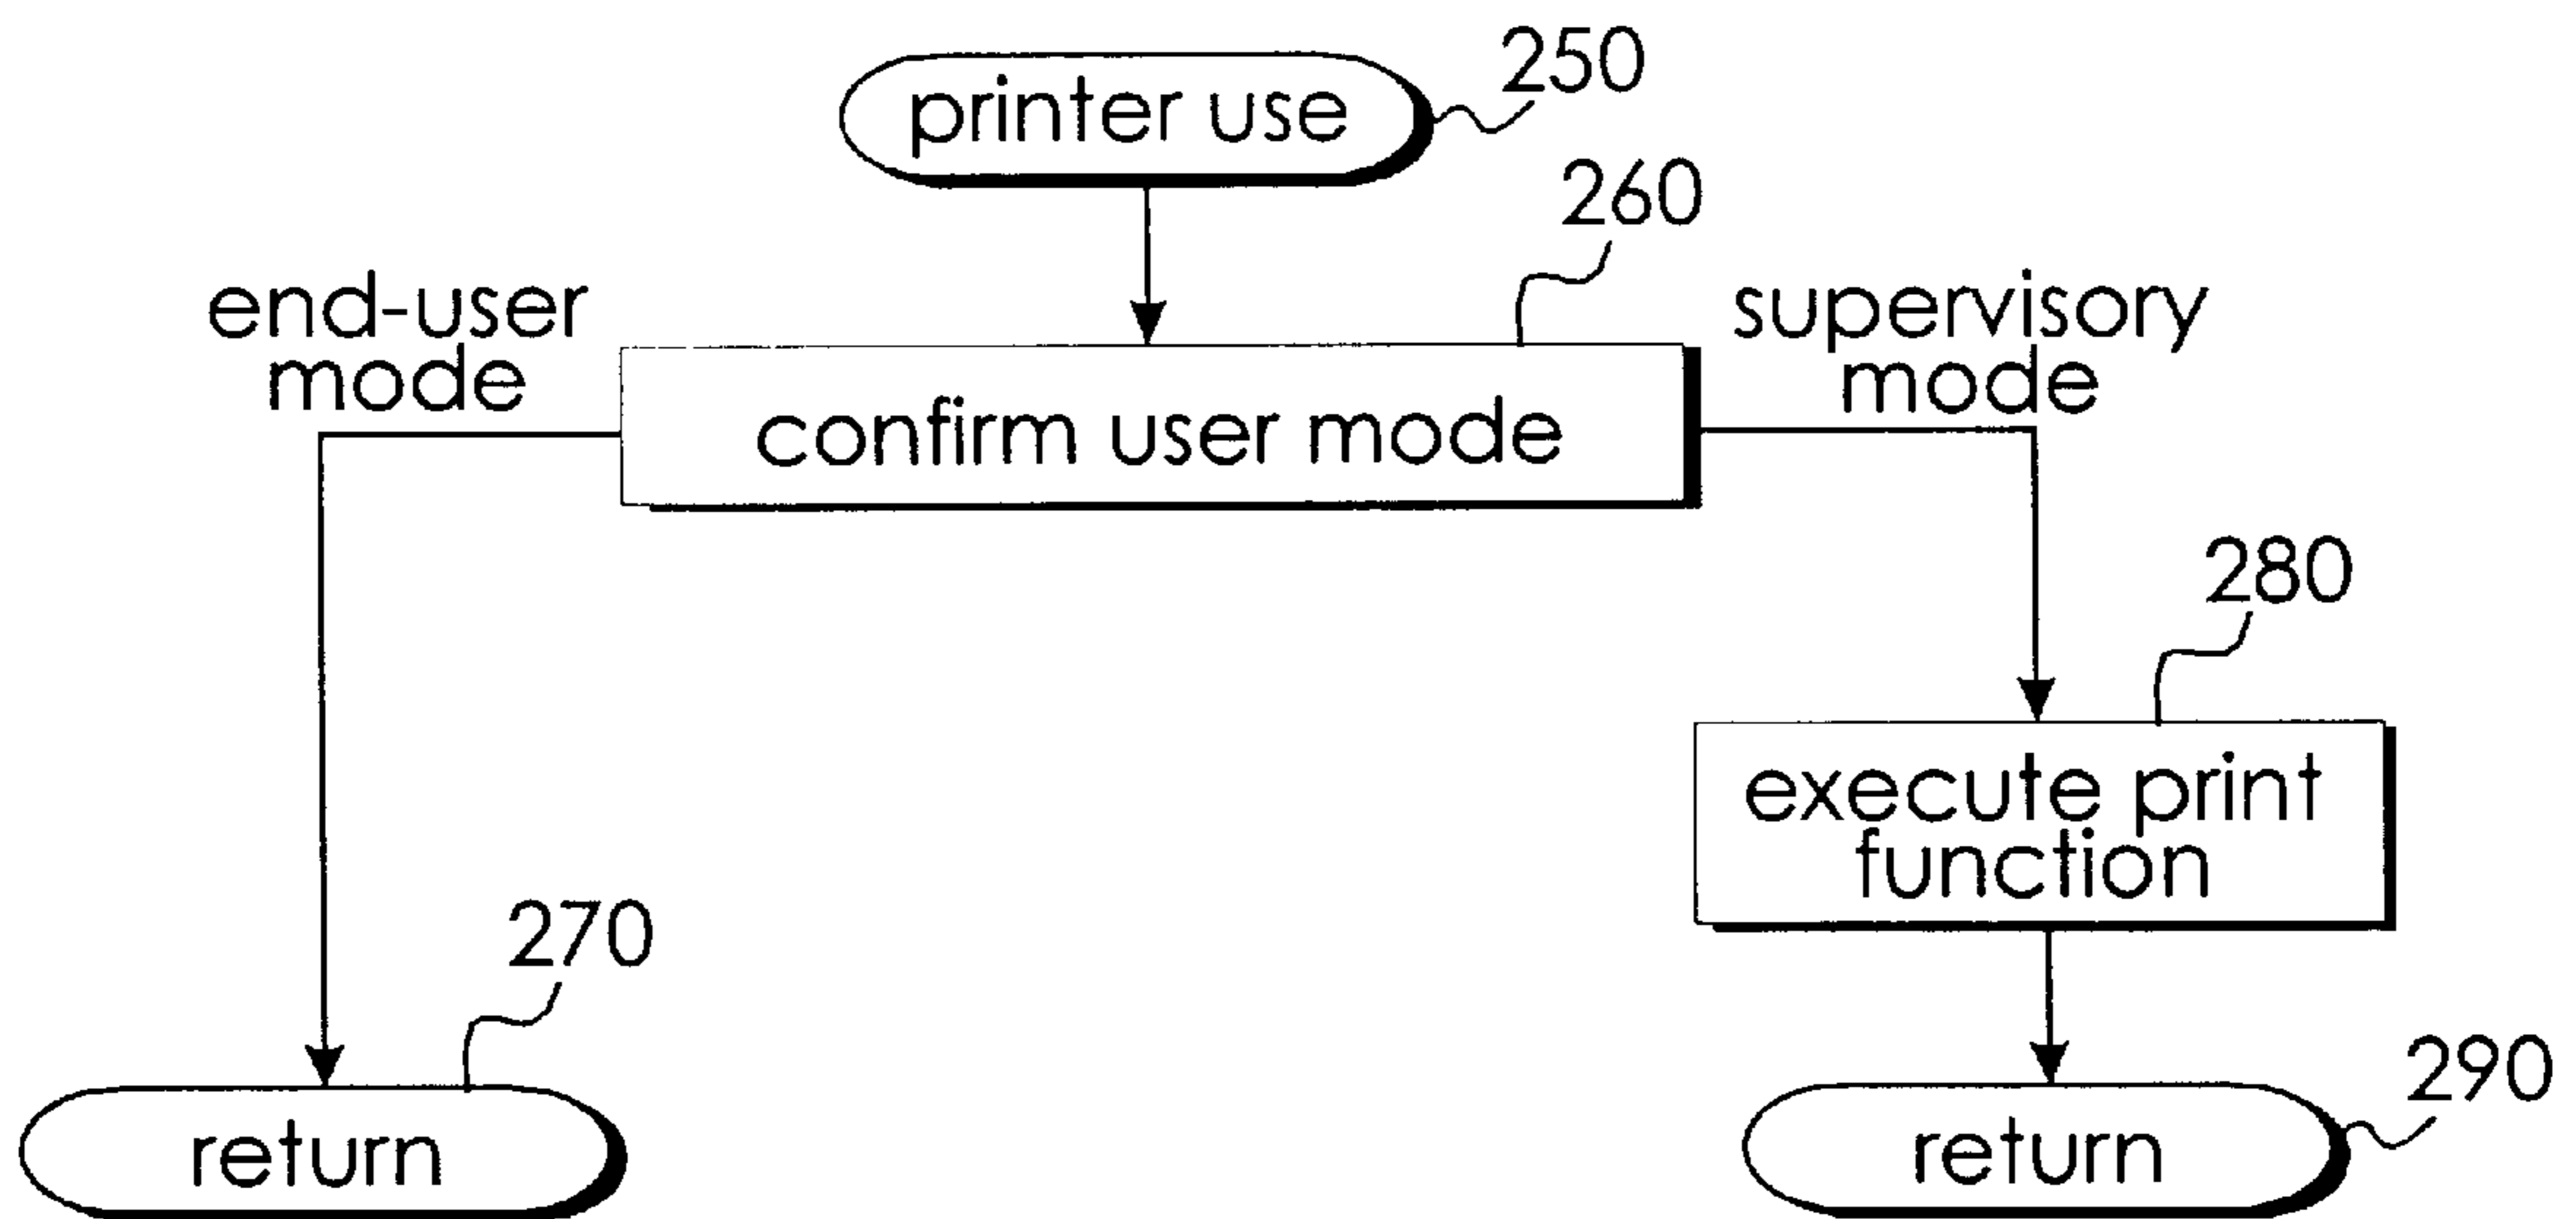 printer use
250
260
end-user
mode
confirm user mode
supervisory
mode
280
execute print
function
270
return
290
return